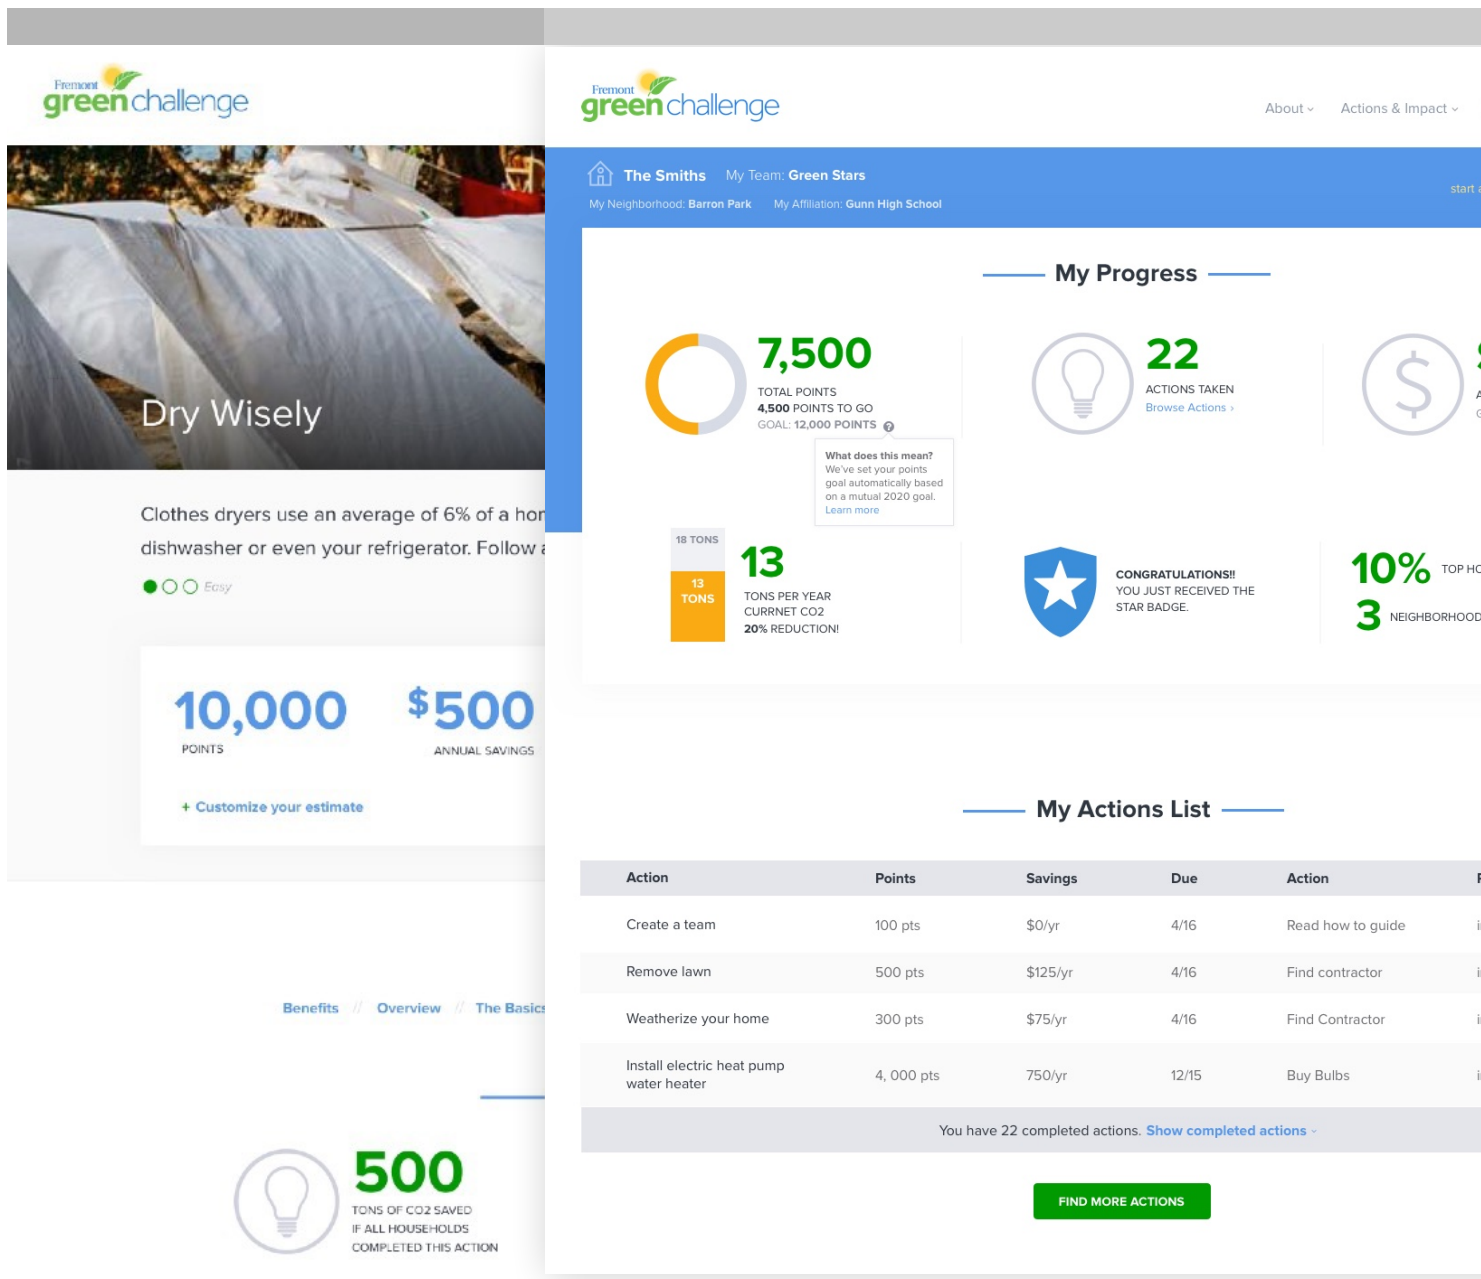 Fremont
green challenge
Dry Wisely
Clothes dryers use an average of 6% of a
dishwasher or even your refrigerator. Follow
Easy
10,000
POINTS
$500
ANNUAL SAVINGS
+ Customize your estimate
Benefits // Overview // The Basics
500
TONS OF CO2 SAVED
IF ALL HOUSEHOLDS
COMPLETED THIS ACTION
Fremont
green challenge
About
Actions & Impact
The Smiths My Team: Green Stars
start
My Neighborhood: Barron Park My Affiliation: Gunn High School
My Progress
7,500
TOTAL POINTS
4,500 POINTS TO GO
GOAL: 12,000 POINTS ?
What does this mean?
We've set your points
goal automatically based
on a mutual 2020 goal.
Learn more
22
ACTIONS TAKEN
Browse Actions ›
$
18 TONS
13
TONS
13
TONS PER YEAR
CURRNET CO2
20% REDUCTION!
CONGRATULATIONS!!
YOU JUST RECEIVED THE
STAR BADGE.
10% TOP
3 NEIGHBORHOOD
My Actions List
Action Points Savings Due Action
Create a team 100 pts $0/yr 4/16 Read how to guide
Remove lawn 500 pts $125/yr 4/16 Find contractor
Weatherize your home 300 pts $75/yr 4/16 Find Contractor
Install electric heat pump
water heater 4, 000 pts 750/yr 12/15 Buy Bulbs
You have 22 completed actions. Show completed actions
FIND MORE ACTIONS